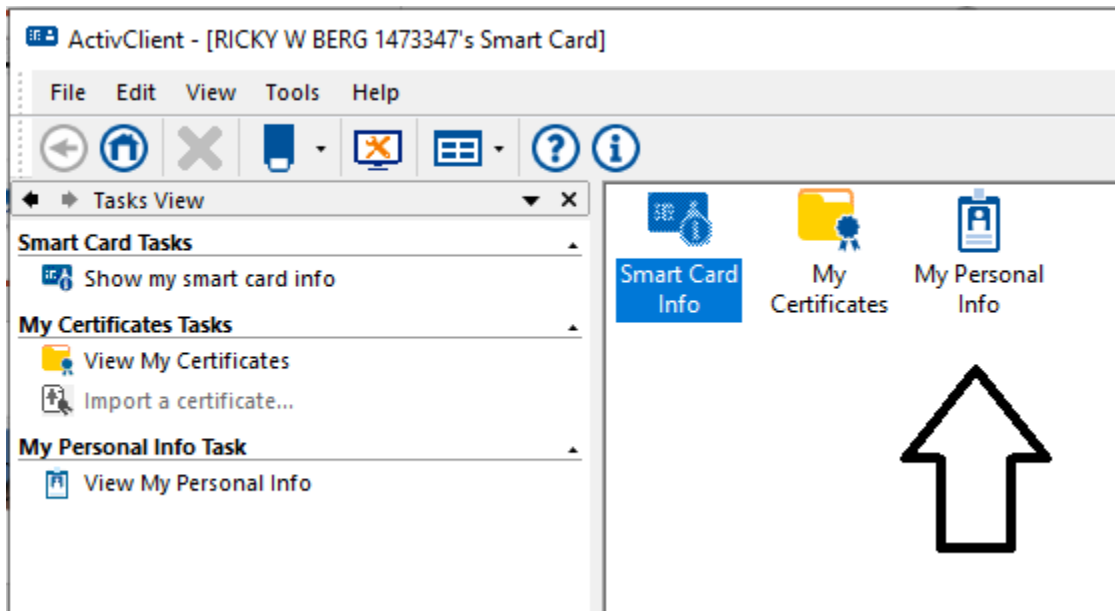 ActivClient - [RICKY W BERG 1473347's Smart Card]
File Edit View Tools Help
Tasks View
Smart Card Tasks
Show my smart card info
My Certificates Tasks
View My Certificates
Import a certificate...
My Personal Info Task
View My Personal Info
Smart Card
Info
My
Certificates
My Personal
Info